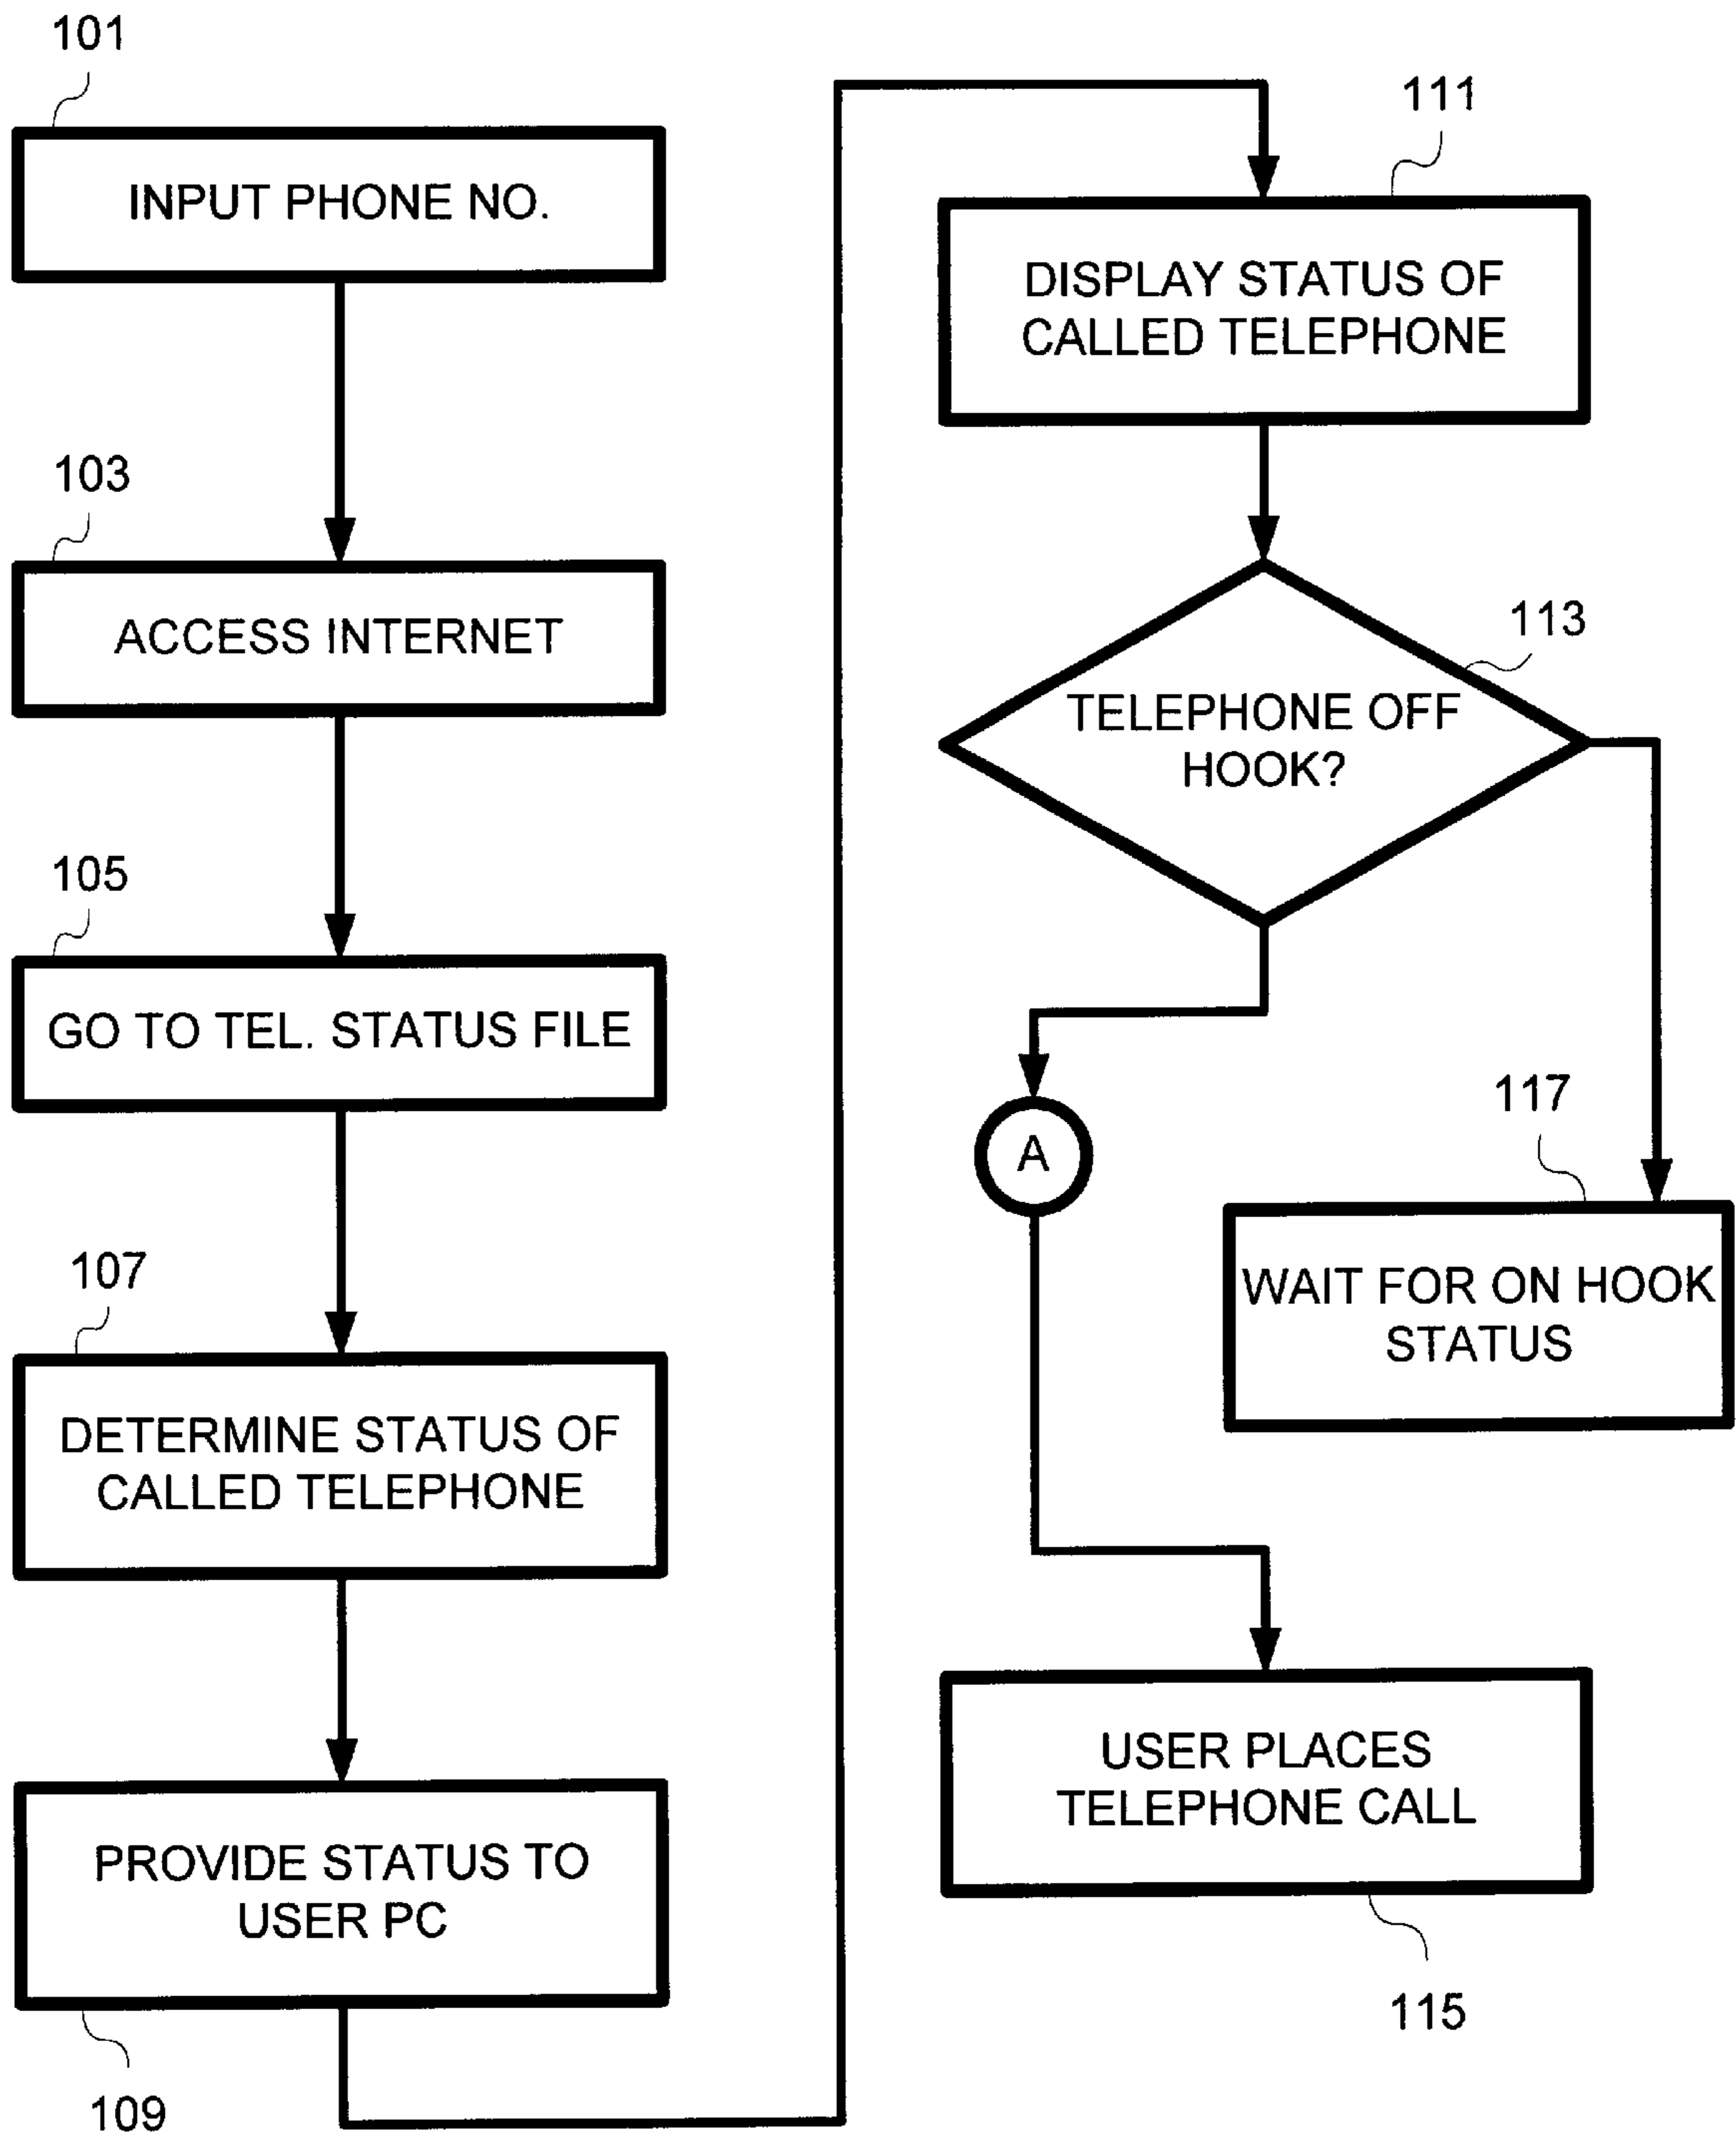 101
INPUT PHONE NO.
103
ACCESS INTERNET
105
GO TO TEL. STATUS FILE
107
DETERMINE STATUS OF
CALLED TELEPHONE
PROVIDE STATUS TO
USER PC
109
111
DISPLAY STATUS OF
CALLED TELEPHONE
113
TELEPHONE OFF
HOOK?
A
117
WAIT FOR ON HOOK
STATUS
USER PLACES
TELEPHONE CALL
115